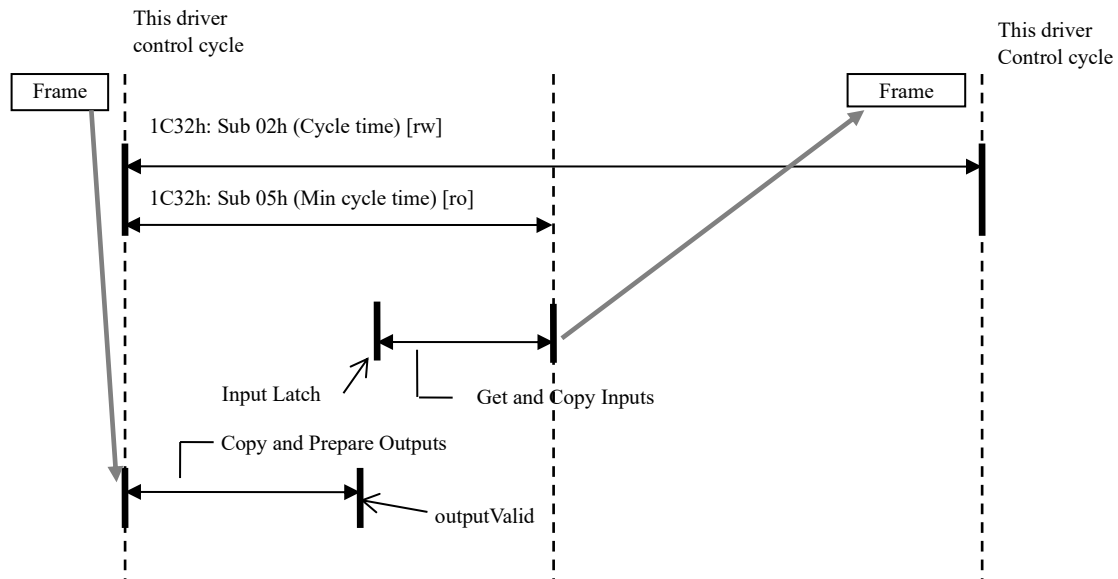 This driver
control cycle
This driver
Control cycle
Frame
Frame
1C32h: Sub 02h (Cycle time) [rw]
1C32h: Sub 05h (Min cycle time) [ro]
Input Latch
Get and Copy Inputs
Copy and Prepare Outputs
outputValid